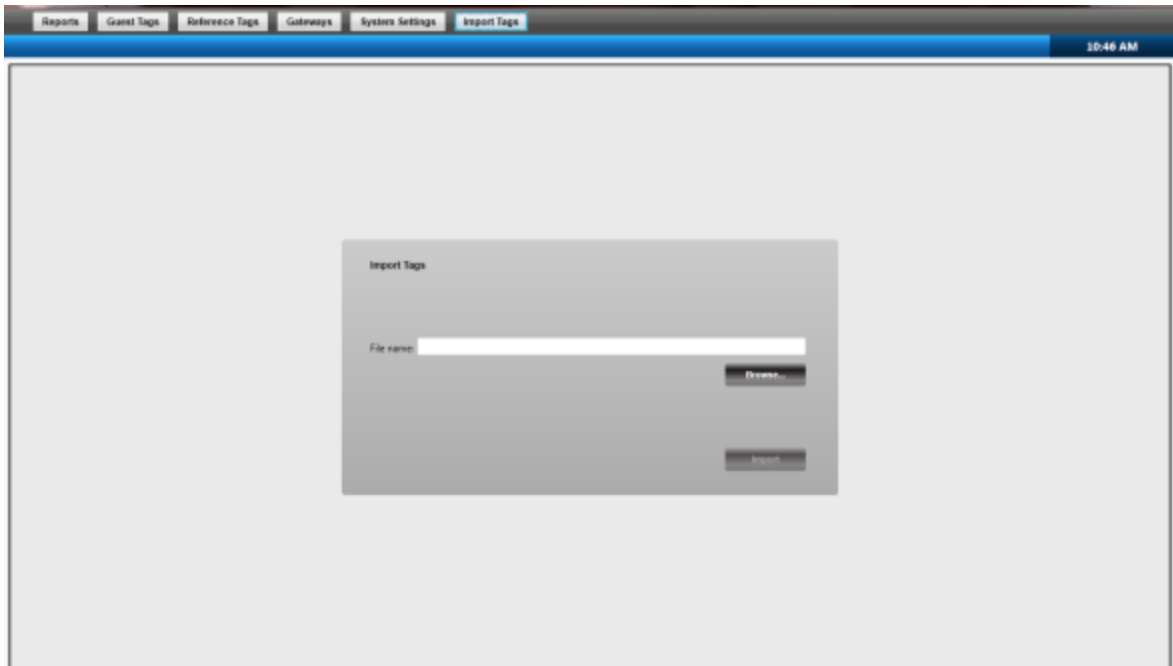 Reports Guest Tags Reference Tags Gateways System Settings Import Tags
10:46 AM
Import Tags
File name:
Browse...
Import